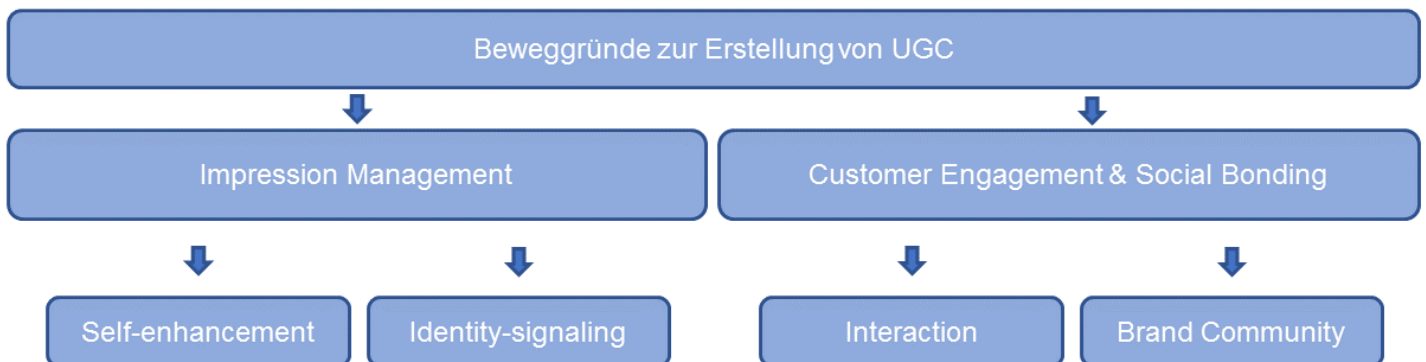 Beweggründe zur Erstellung von UGC
Impression Management
Customer Engagement & Social Bonding
Self-enhancement
Identity-signaling
Interaction
Brand Community